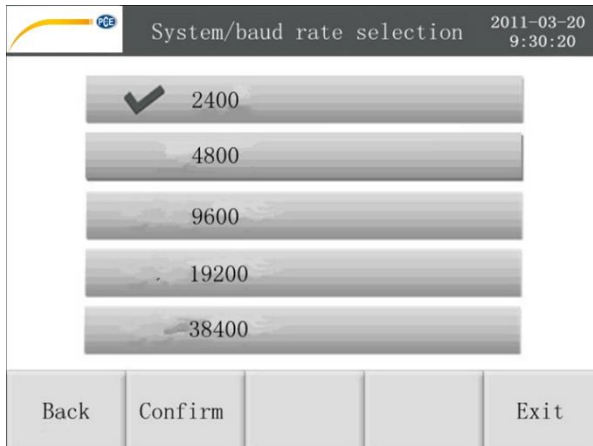 PCE
System/baud rate selection
2011-03-20
9:30:20
2400
4800
9600
19200
38400
Back
Confirm
Exit